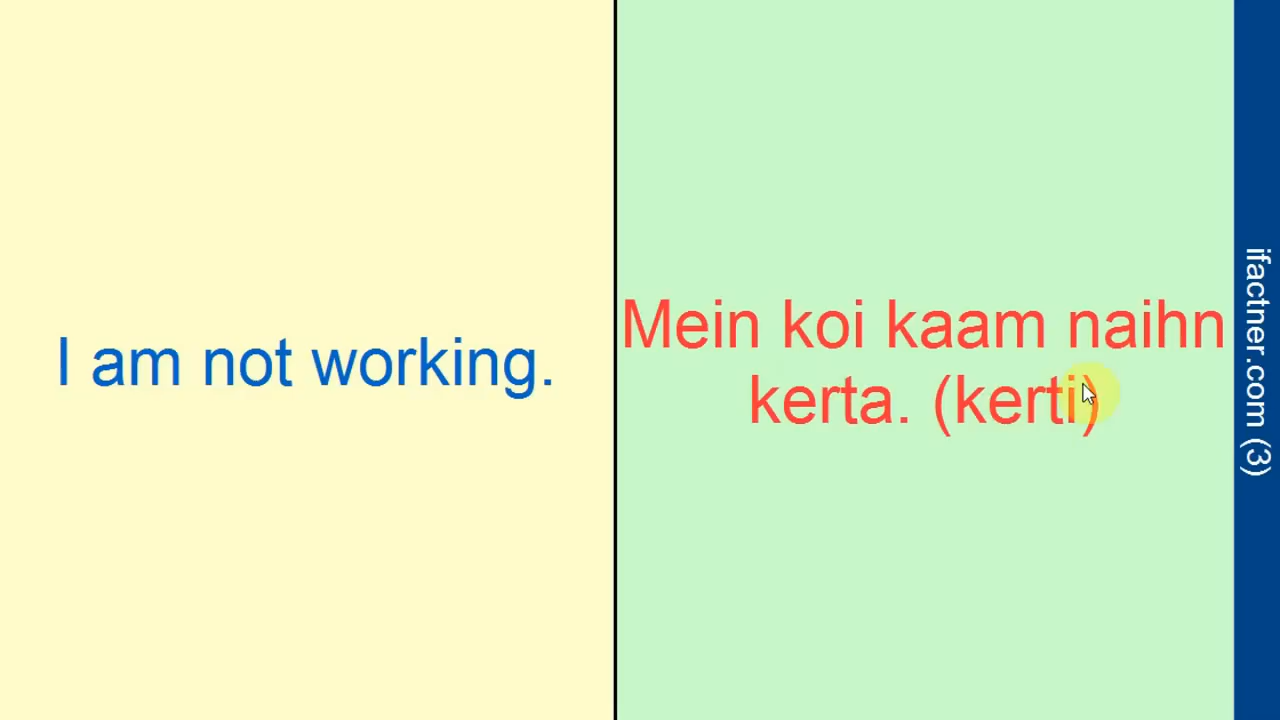 I am not working.
Mein koi kaam naihn
kerta. (kerti)
ifactner.com (3)